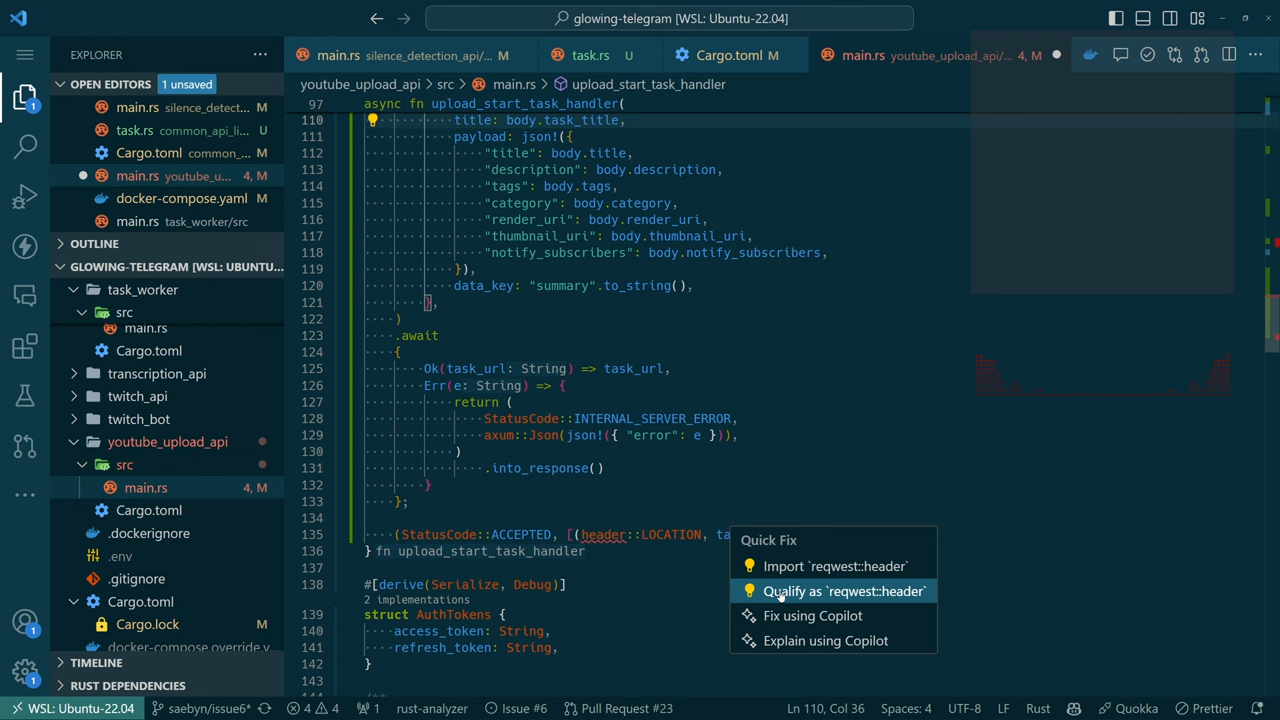 glowing-telegram [WSL: Ubuntu-22.04]
EXPLORER
OPEN EDITORS 1 unsaved
main.rs silence_detect... M
task.rs common_api_li... U
Cargo.toml common_... M
main.rs youtube_u... 4, M
docker-compose.yaml M
main.rs task_worker/src
OUTLINE
GLOWING-TELEGRAM [WSL: UBUNTU...
task_worker
src
main.rs
Cargo.toml
transcription_api
twitch_api
twitch_bot
youtube_upload_api
src
main.rs 4, M
Cargo.toml
.dockerignore
.env
.gitignore
Cargo.toml
Cargo.lock
docker-compose.override.y...
TIMELINE
RUST DEPENDENCIES
1
1
1
main.rs silence_detection_api/... M
task.rs U
Cargo.toml M
main.rs youtube_upload_api/... 4, M
youtube_upload_api > src > main.rs > upload_start_task_handler
97 async fn upload_start_task_handler(
110 title: body.task_title,
111 payload: json!({
112 "title": body.title,
113 "description": body.description,
114 "tags": body.tags,
115 "category": body.category,
116 "render_uri": body.render_uri,
117 "thumbnail_uri": body.thumbnail_uri,
118 "notify_subscribers": body.notify_subscribers,
119 }),
120 data_key: "summary".to_string(),
121 },
122 )
123 .await
124 {
125 Ok(task_url: String) => task_url,
126 Err(e: String) => {
127 return (
128 StatusCode::INTERNAL_SERVER_ERROR,
129 axum::Json(json!({ "error": e })),
130 )
131 .into_response()
132 }
133 };
134
135 (StatusCode::ACCEPTED, [(header::LOCATION, ta
136 } fn upload_start_task_handler
137
138 #[derive(Serialize, Debug)]
2 implementations
139 struct AuthTokens {
140 access_token: String,
141 refresh_token: String,
142 }
143
Quick Fix
Import `reqwest::header`
Qualify as `reqwest::header`
Fix using Copilot
Explain using Copilot
WSL: Ubuntu-22.04 saebyn/issue6* 4 4 1 rust-analyzer Issue #6 Pull Request #23 Ln 110, Col 36 Spaces: 4 UTF-8 LF Rust Quokka Prettier